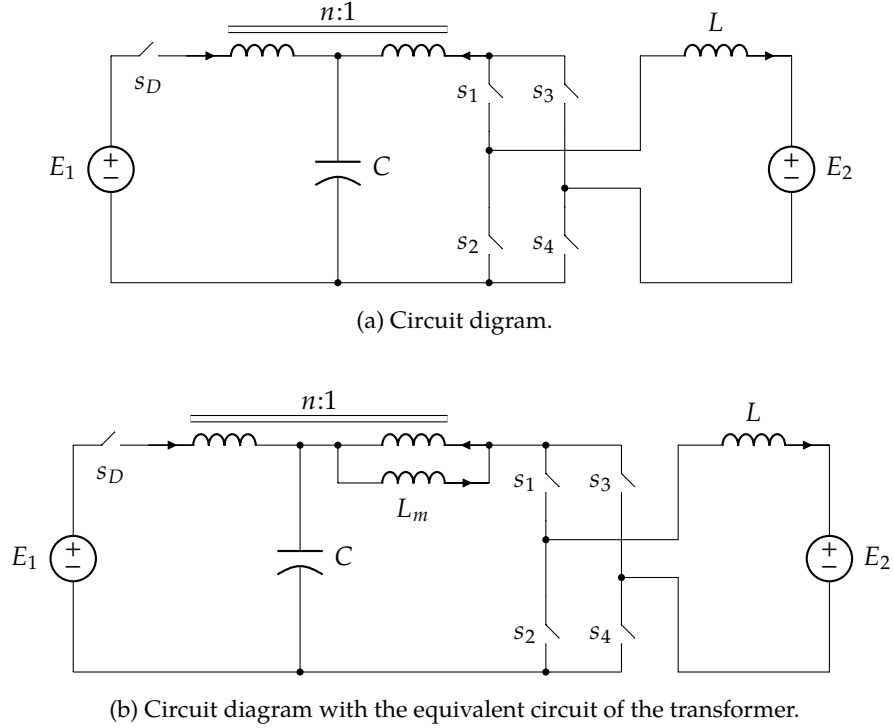 n:1
L
s_D
s_1
s_3
E_1
+
−
C
+
−
E_2
s_2
s_4
(a) Circuit digram.
n:1
L
s_D
s_1
s_3
L_m
E_1
+
−
C
+
−
E_2
s_2
s_4
(b) Circuit diagram with the equivalent circuit of the transformer.